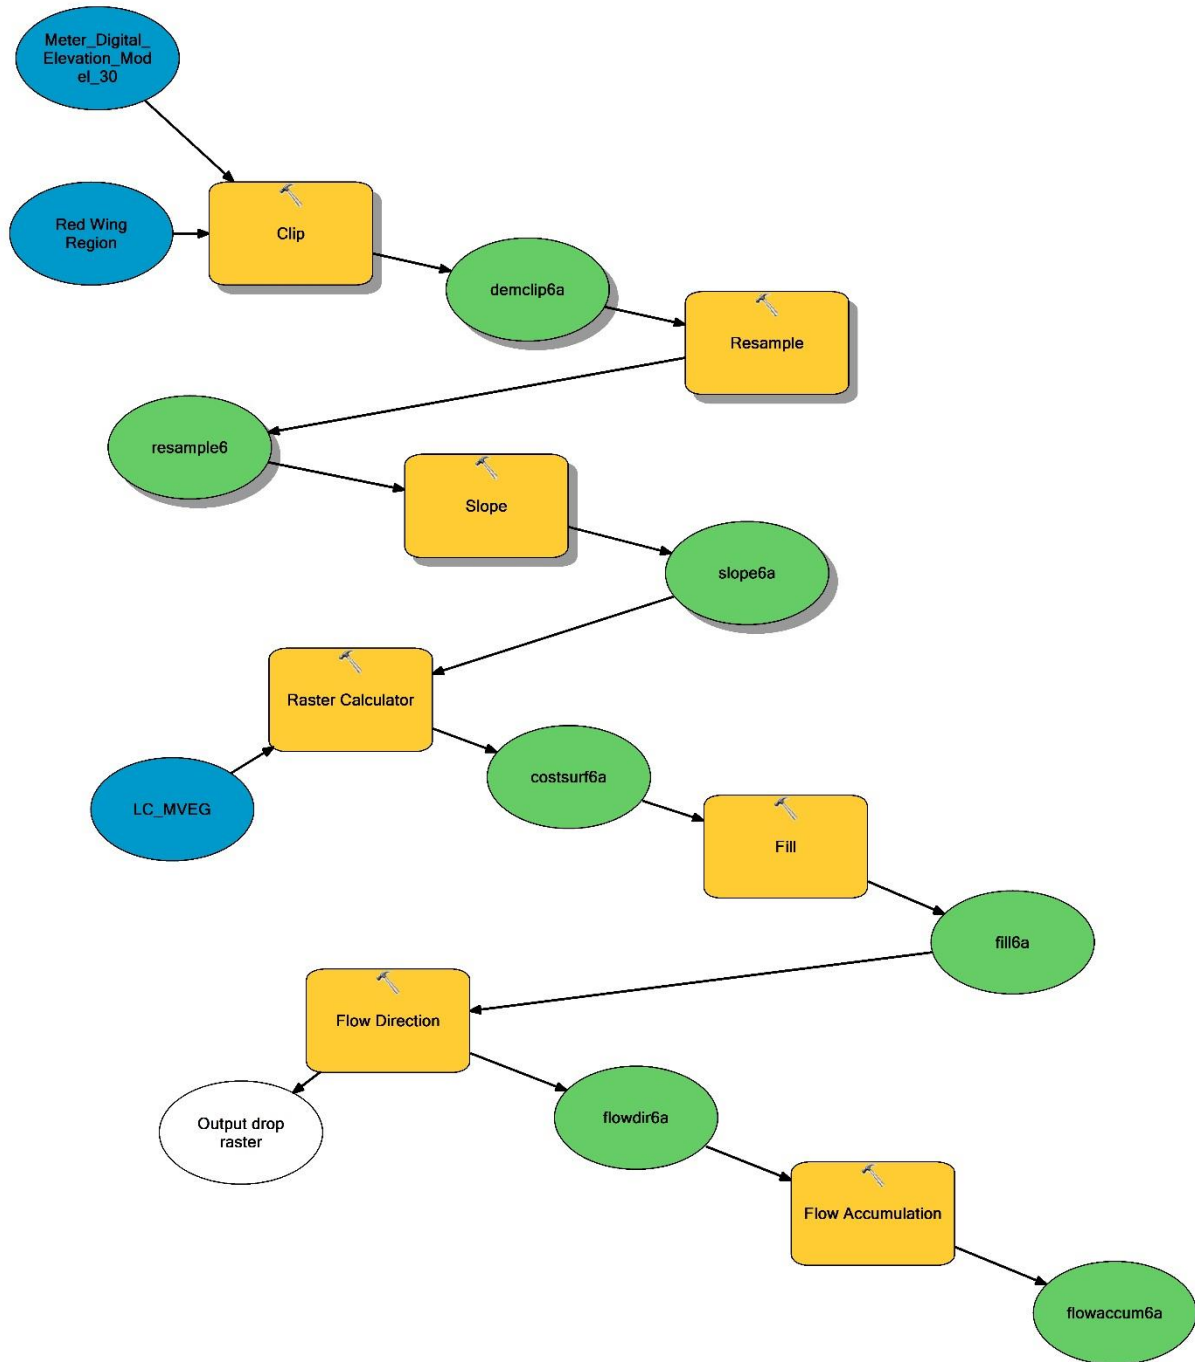 Meter_Digital_
Elevation_Mod
el_30
Red Wing
Region
Clip
demclip6a
Resample
resample6
Slope
slope6a
Raster Calculator
LC_MVEG
costsurf6a
Fill
fill6a
Flow Direction
Output drop
raster
flowdir6a
Flow Accumulation
flowaccum6a